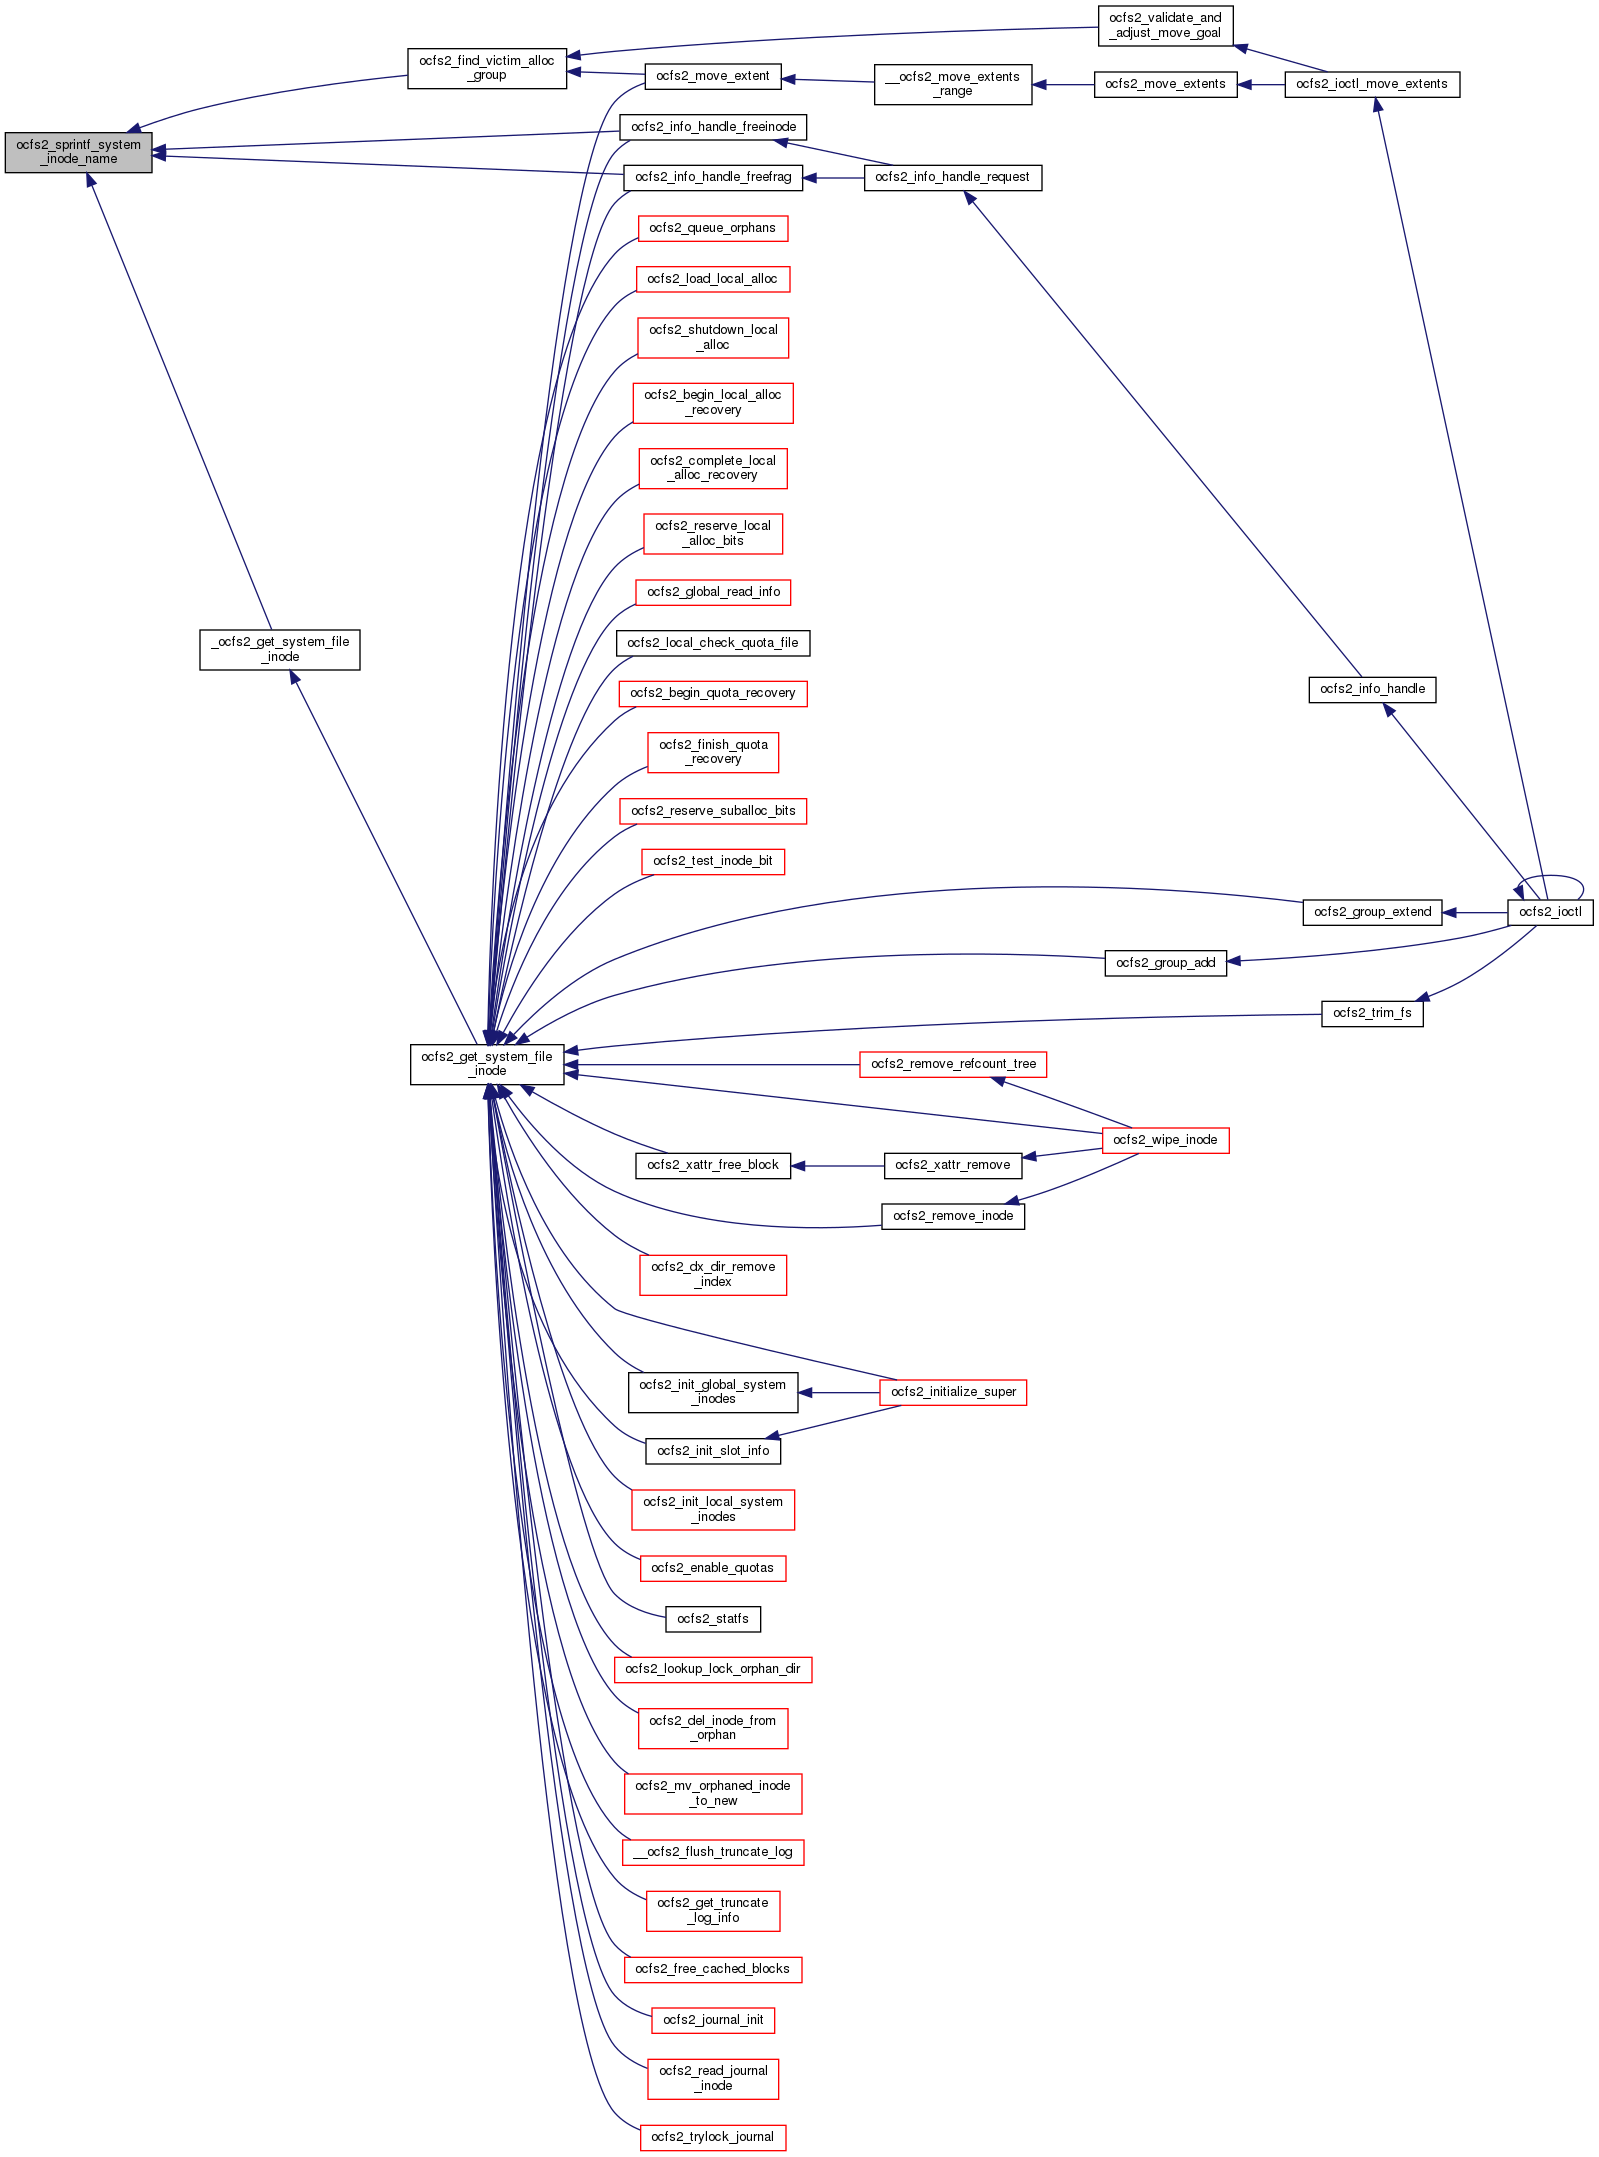 ocfs2_validate_and
_adjust_move_goal
ocfs2_find_victim_alloc
_group
ocfs2_move_extent
__ocfs2_move_extents
_range
ocfs2_move_extents
ocfs2_ioctl_move_extents
ocfs2_sprintf_system
_inode_name
ocfs2_info_handle_freeinode
ocfs2_info_handle_freefrag
ocfs2_info_handle_request
ocfs2_queue_orphans
ocfs2_load_local_alloc
ocfs2_shutdown_local
_alloc
ocfs2_begin_local_alloc
_recovery
ocfs2_complete_local
_alloc_recovery
ocfs2_reserve_local
_alloc_bits
ocfs2_global_read_info
_ocfs2_get_system_file
_inode
ocfs2_local_check_quota_file
ocfs2_begin_quota_recovery
ocfs2_info_handle
ocfs2_finish_quota
_recovery
ocfs2_reserve_suballoc_bits
ocfs2_test_inode_bit
ocfs2_group_extend
ocfs2_ioctl
ocfs2_group_add
ocfs2_trim_fs
ocfs2_get_system_file
_inode
ocfs2_remove_refcount_tree
ocfs2_wipe_inode
ocfs2_xattr_free_block
ocfs2_xattr_remove
ocfs2_remove_inode
ocfs2_dx_dir_remove
_index
ocfs2_init_global_system
_inodes
ocfs2_initialize_super
ocfs2_init_slot_info
ocfs2_init_local_system
_inodes
ocfs2_enable_quotas
ocfs2_statfs
ocfs2_lookup_lock_orphan_dir
ocfs2_del_inode_from
_orphan
ocfs2_mv_orphaned_inode
_to_new
__ocfs2_flush_truncate_log
ocfs2_get_truncate
_log_info
ocfs2_free_cached_blocks
ocfs2_journal_init
ocfs2_read_journal
_inode
ocfs2_trylock_journal